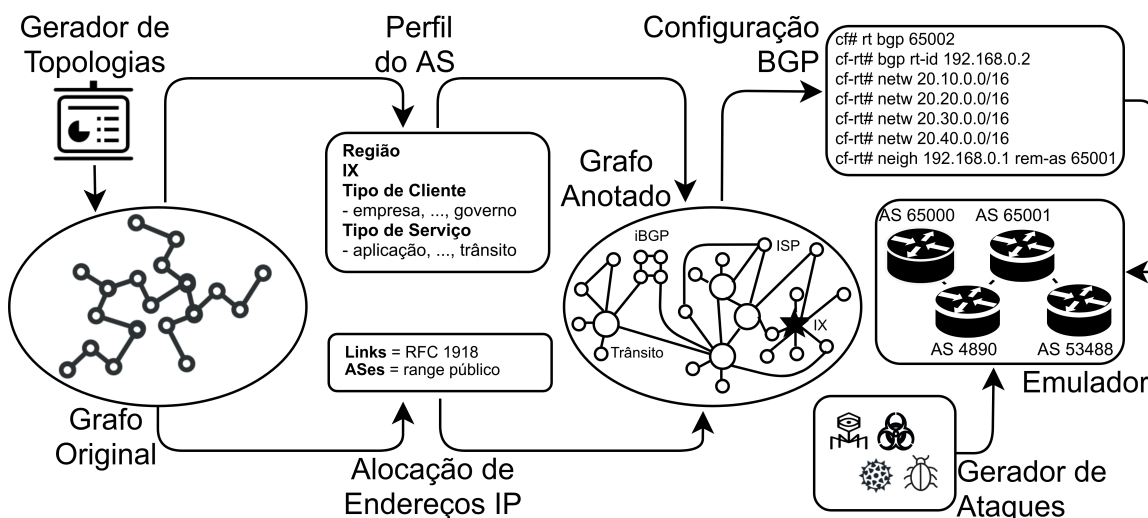 Gerador de
Topologias
Grafo
Original
Perfil
do AS
Região
IX
Tipo de Cliente
- empresa, ..., governo
Tipo de Serviço
- aplicação, ..., trânsito
Links = RFC 1918
ASes = range público
Alocação de
Endereços IP
Grafo
Anotado
iBGP
ISP
IX
Trânsito
Configuração
BGP
cf# rt bgp 65002
cf-rt# bgp rt-id 192.168.0.2
cf-rt# netw 20.10.0.0/16
cf-rt# netw 20.20.0.0/16
cf-rt# netw 20.30.0.0/16
cf-rt# netw 20.40.0.0/16
cf-rt# neigh 192.168.0.1 rem-as 65001
AS 65000
AS 65001
AS 4890
AS 53488
Emulador
Gerador de
Ataques